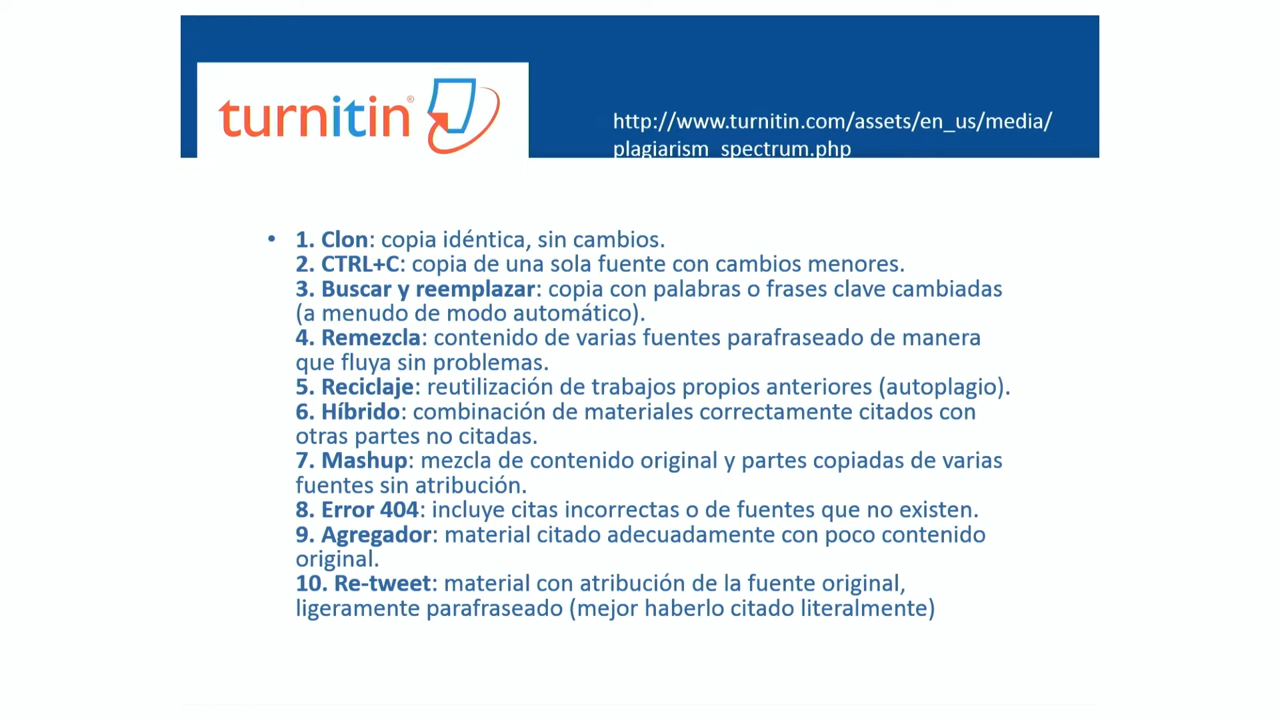 turnitin®
http://www.turnitin.com/assets/en_us/media/
plagiarism_spectrum.php
• 1. Clon: copia idéntica, sin cambios.
2. CTRL+C: copia de una sola fuente con cambios menores.
3. Buscar y reemplazar: copia con palabras o frases clave cambiadas
(a menudo de modo automático).
4. Remezcla: contenido de varias fuentes parafraseado de manera
que fluya sin problemas.
5. Reciclaje: reutilización de trabajos propios anteriores (autoplagio).
6. Híbrido: combinación de materiales correctamente citados con
otras partes no citadas.
7. Mashup: mezcla de contenido original y partes copiadas de varias
fuentes sin atribución.
8. Error 404: incluye citas incorrectas o de fuentes que no existen.
9. Agregador: material citado adecuadamente con poco contenido
original.
10. Re-tweet: material con atribución de la fuente original,
ligeramente parafraseado (mejor haberlo citado literalmente)